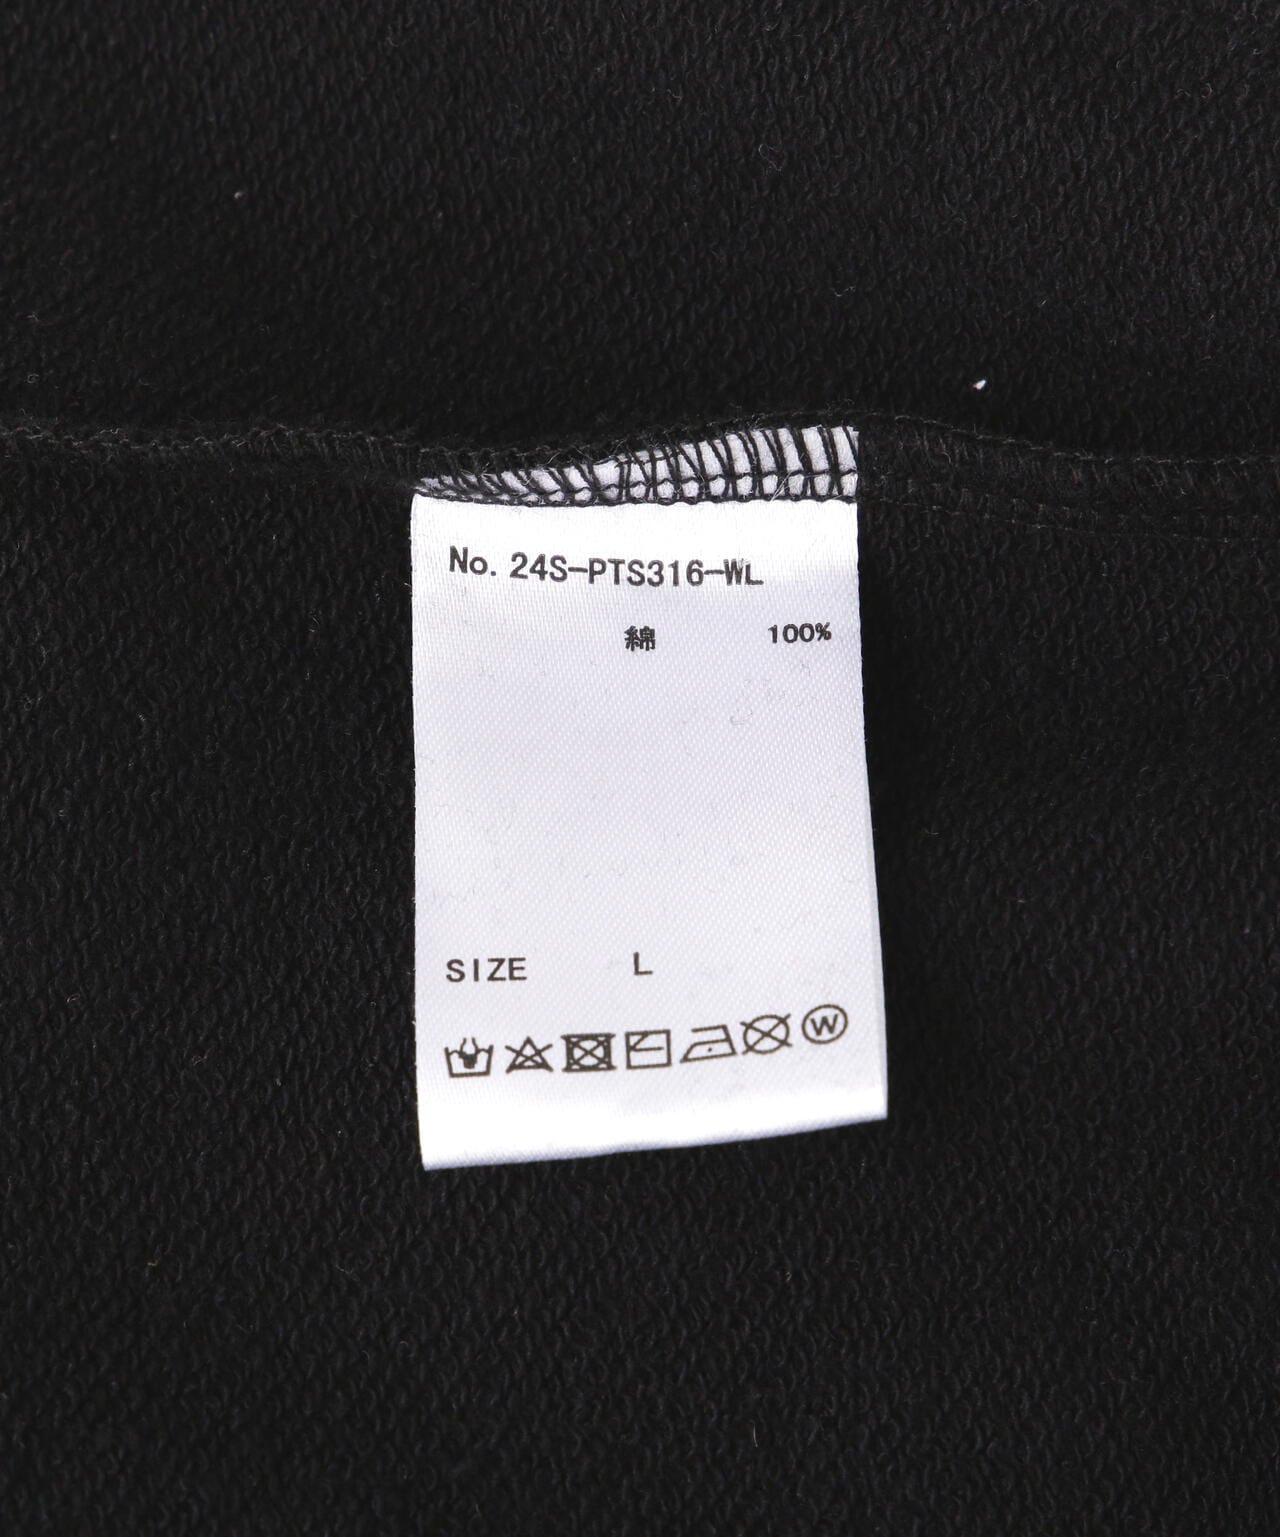 No. 24S-PTS316-WL
綿 100%
SIZE L
W